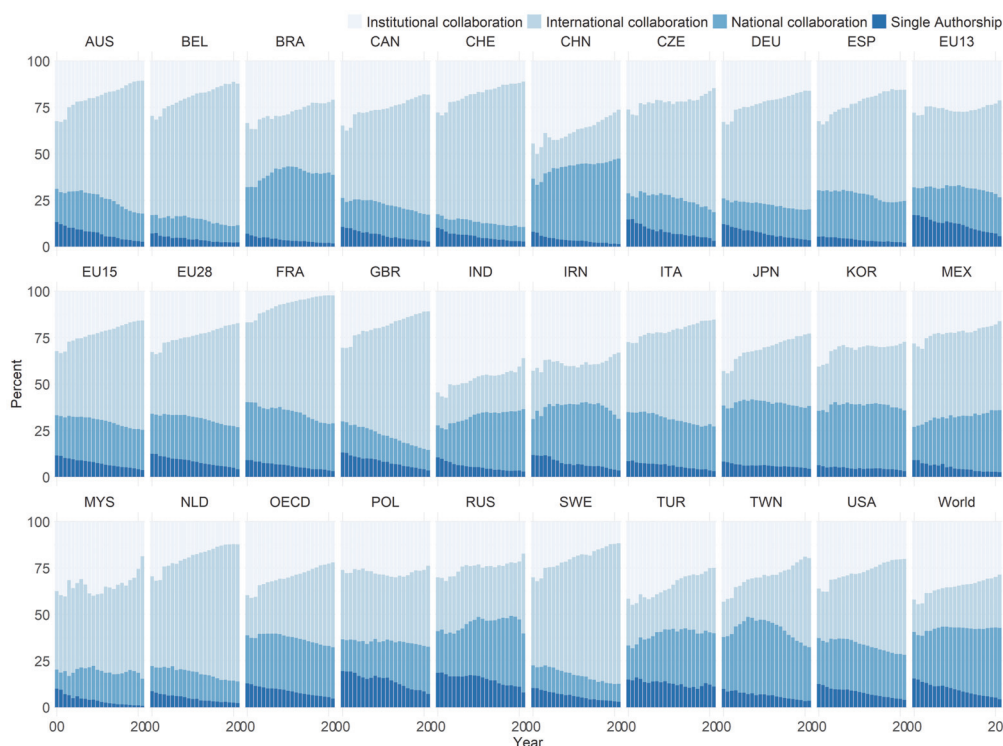 Institutional collaboration International collaboration National collaboration Single Authorship
AUS BEL BRA CAN CHE CHN CZE DEU ESP EU13
100
75
50
25
0
EU15 EU28 FRA GBR IND IRN ITA JPN KOR MEX
100
75
50
25
0
Percent
MYS NLD OECD POL RUS SWE TUR TWN USA World
100
75
50
25
0
00 2000 2000 2000 2000 2000 2000 2000 2000 2000 20
Year